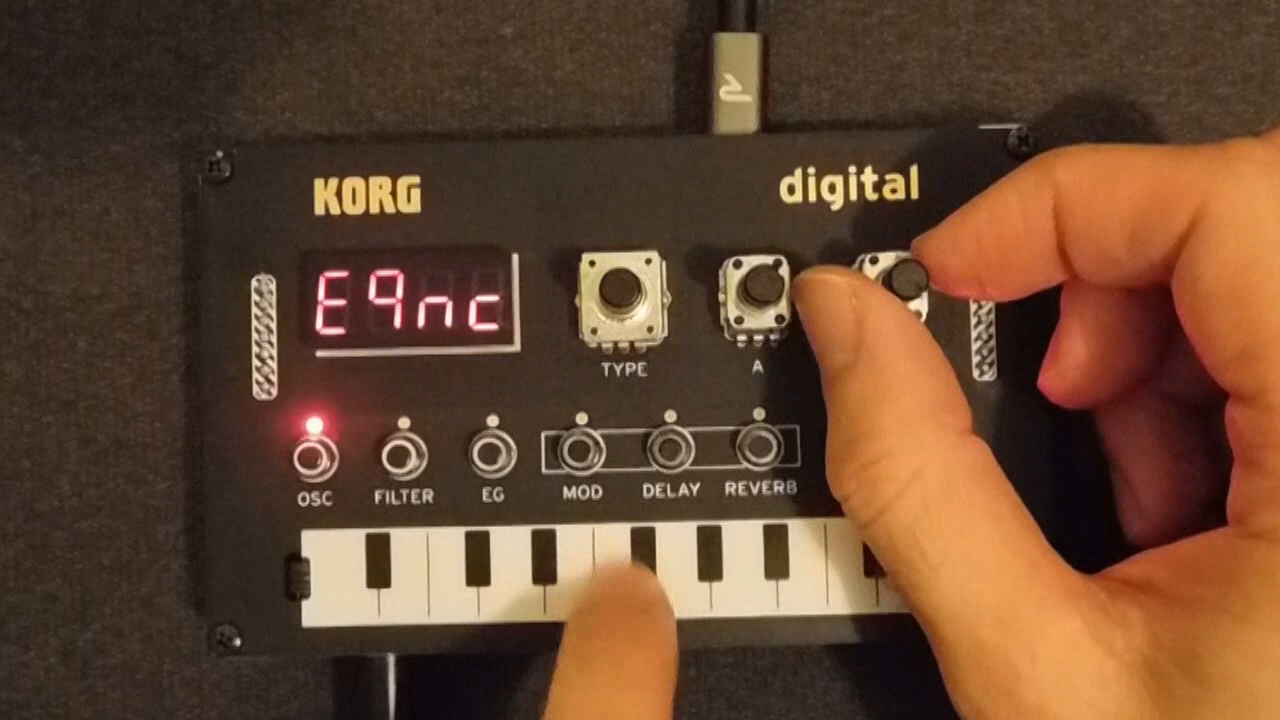 KORG
digital
E9nc
TYPE
A
OSC
FILTER
EG
MOD
DELAY
REVERB